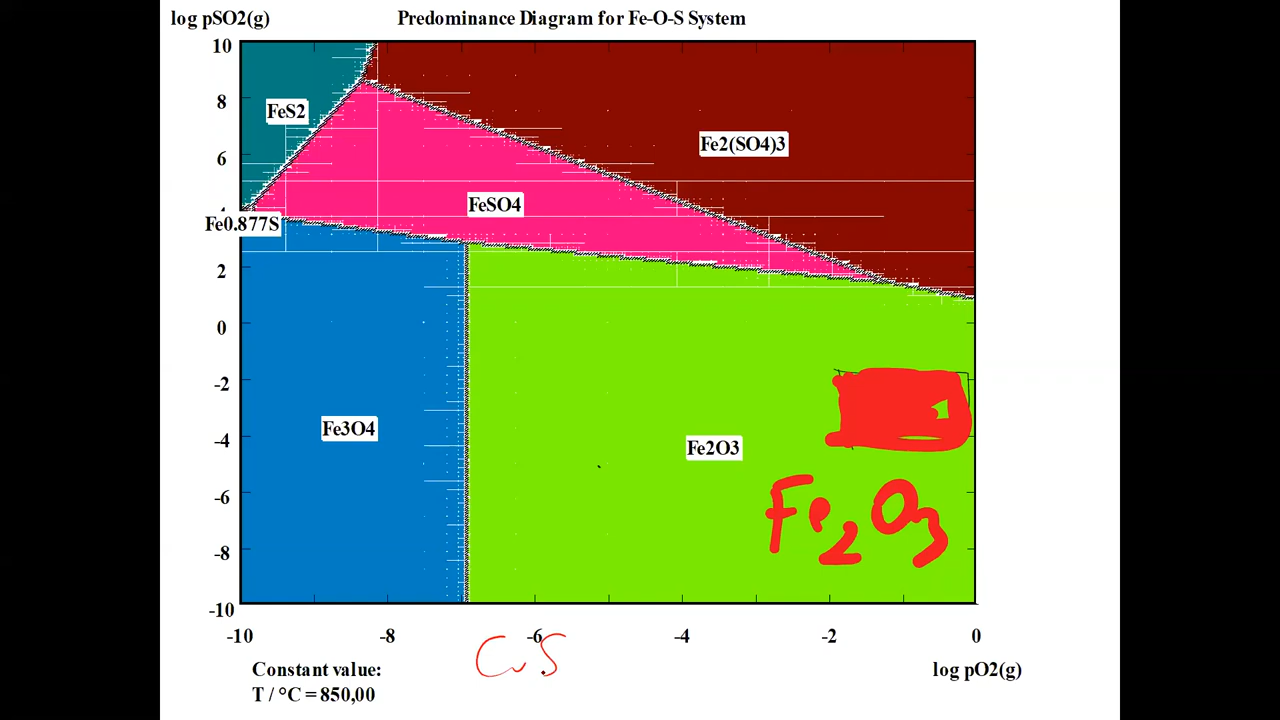 log pSO2(g)
Predominance Diagram for Fe-O-S System
10
8
6
4
2
0
-2
-4
-6
-8
-10
FeS2
Fe2(SO4)3
FeSO4
Fe0.877S
Fe3O4
Fe2O3
Fe2O3
-10
-8
-6
-4
-2
0
CuS
Constant value:
log pO2(g)
T / °C = 850,00